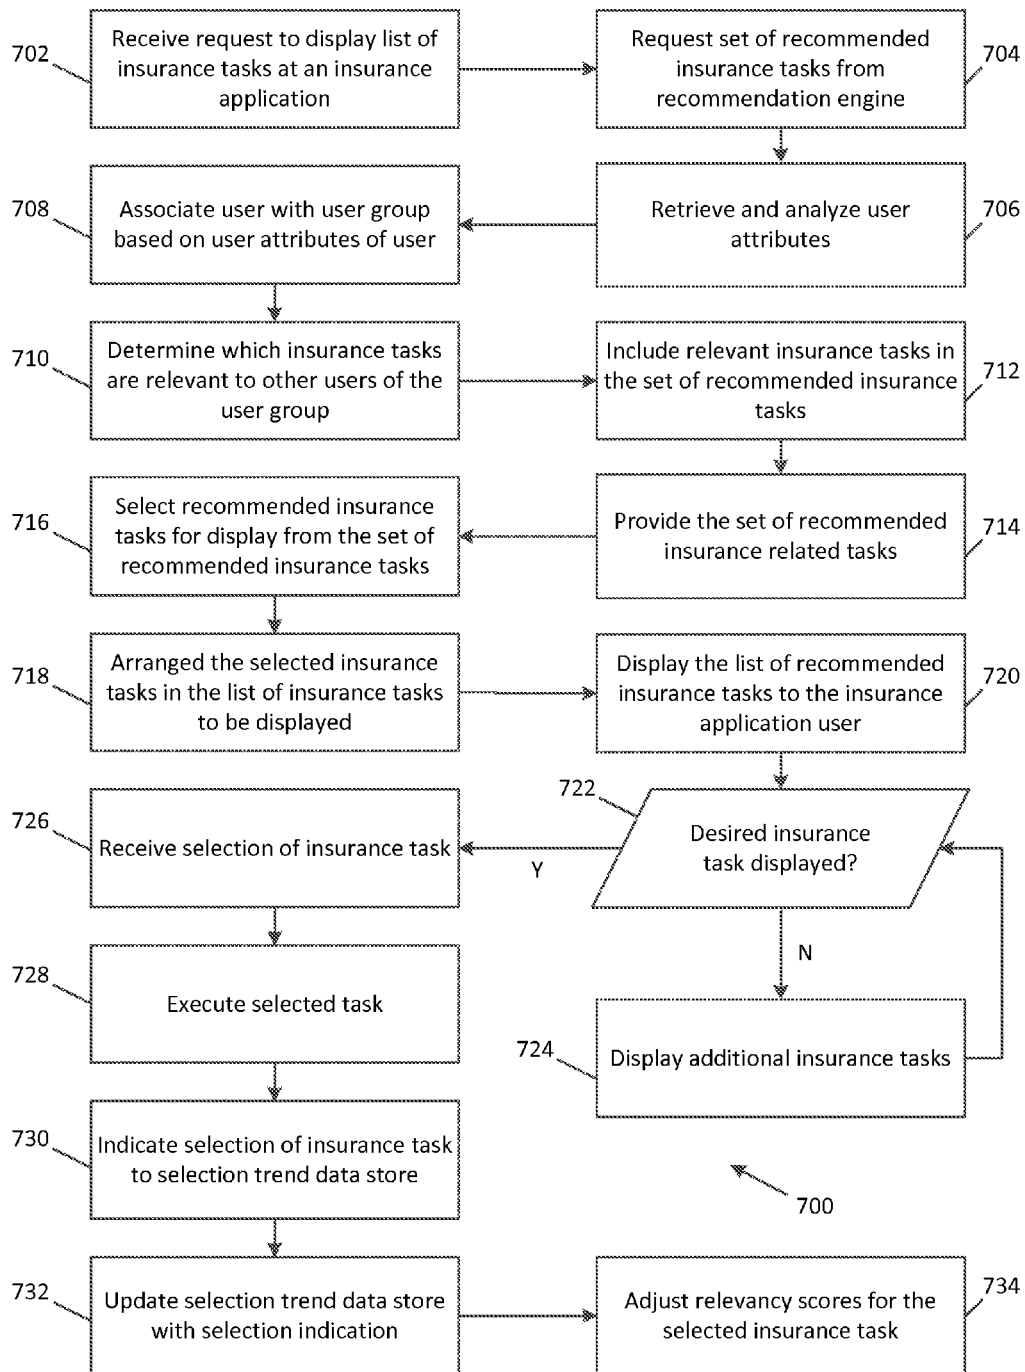 702
Receive request to display list of
insurance tasks at an insurance
application
Request set of recommended
insurance tasks from
recommendation engine
704
708
Associate user with user group
based on user attributes of user
Retrieve and analyze user
attributes
706
710
Determine which insurance tasks
are relevant to other users of the
user group
Include relevant insurance tasks in
the set of recommended insurance
tasks
712
716
Select recommended insurance
tasks for display from the set of
recommended insurance tasks
Provide the set of recommended
insurance related tasks
714
718
Arranged the selected insurance
tasks in the list of insurance tasks
to be displayed
Display the list of recommended
insurance tasks to the insurance
application user
720
722
Desired insurance
task displayed?
Y
N
726
Receive selection of insurance task
728
Execute selected task
724
Display additional insurance tasks
730
Indicate selection of insurance task
to selection trend data store
700
732
Update selection trend data store
with selection indication
Adjust relevancy scores for the
selected insurance task
734